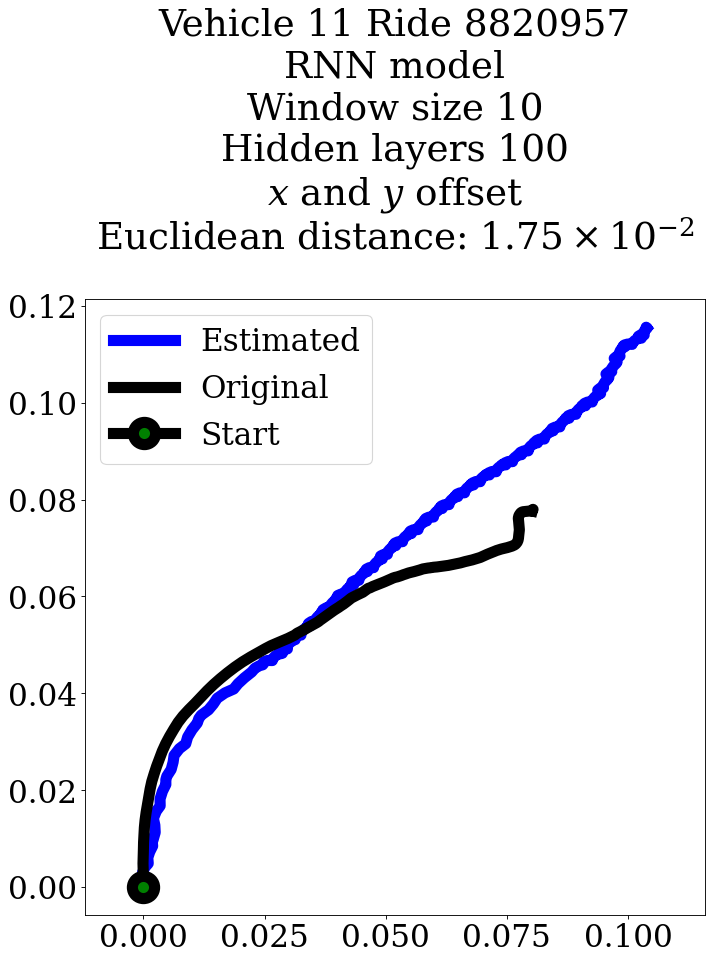 Vehicle 11 Ride 8820957
RNN model
Window size 10
Hidden layers 100
x and y offset
Euclidean distance: 1.75 × 10⁻²
Estimated
Original
Start
0.12
0.10
0.08
0.06
0.04
0.02
0.00
0.000 0.025 0.050 0.075 0.100